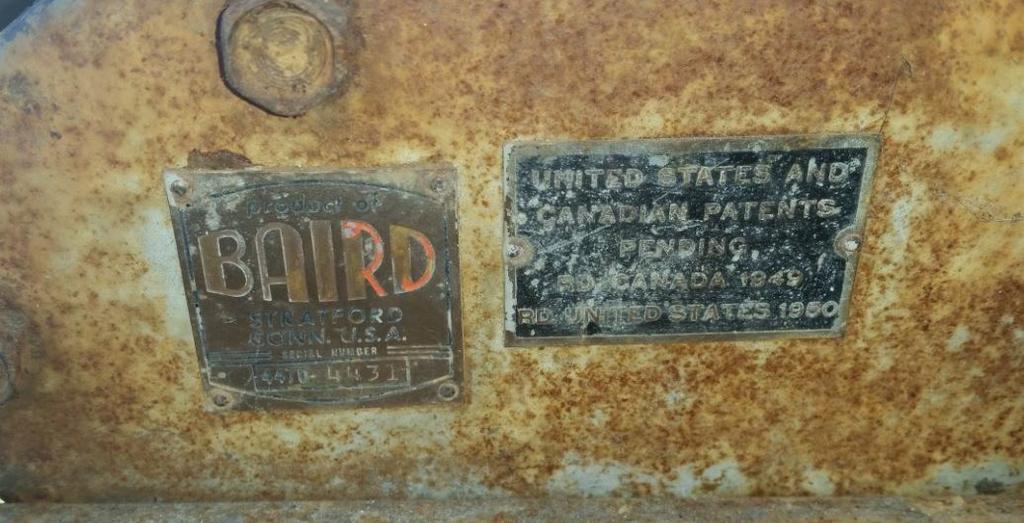 Product of
BAIRD
STRATFORD
CONN. U.S.A.
SERIAL NUMBER
4431
UNITED STATES AND
CANADIAN PATENTS
PENDING
RD. CANADA 1949
RD. UNITED STATES 1950